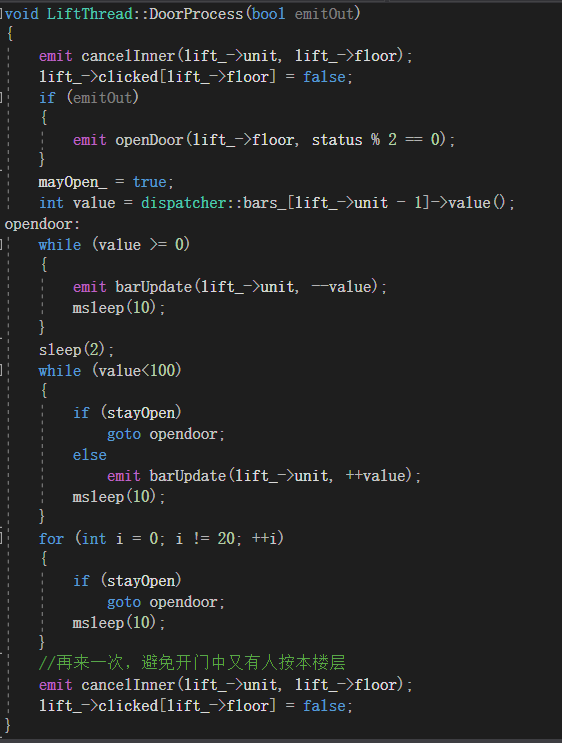 void LiftThread::DoorProcess(bool emitOut)
{
    emit cancelInner(lift_->unit, lift_->floor);
    lift_->clicked[lift_->floor] = false;
    if (emitOut)
    {
        emit openDoor(lift_->floor, status % 2 == 0);
    }
    mayOpen_ = true;
    int value = dispatcher::bars_[lift_->unit - 1]->value();
opendoor:
    while (value >= 0)
    {
        emit barUpdate(lift_->unit, --value);
        msleep(10);
    }
    sleep(2);
    while (value<100)
    {
        if (stayOpen)
            goto opendoor;
        else
            emit barUpdate(lift_->unit, ++value);
        msleep(10);
    }
    for (int i = 0; i != 20; ++i)
    {
        if (stayOpen)
            goto opendoor;
        msleep(10);
    }
    //再来一次，避免开门中又有人按本楼层
    emit cancelInner(lift_->unit, lift_->floor);
    lift_->clicked[lift_->floor] = false;
}